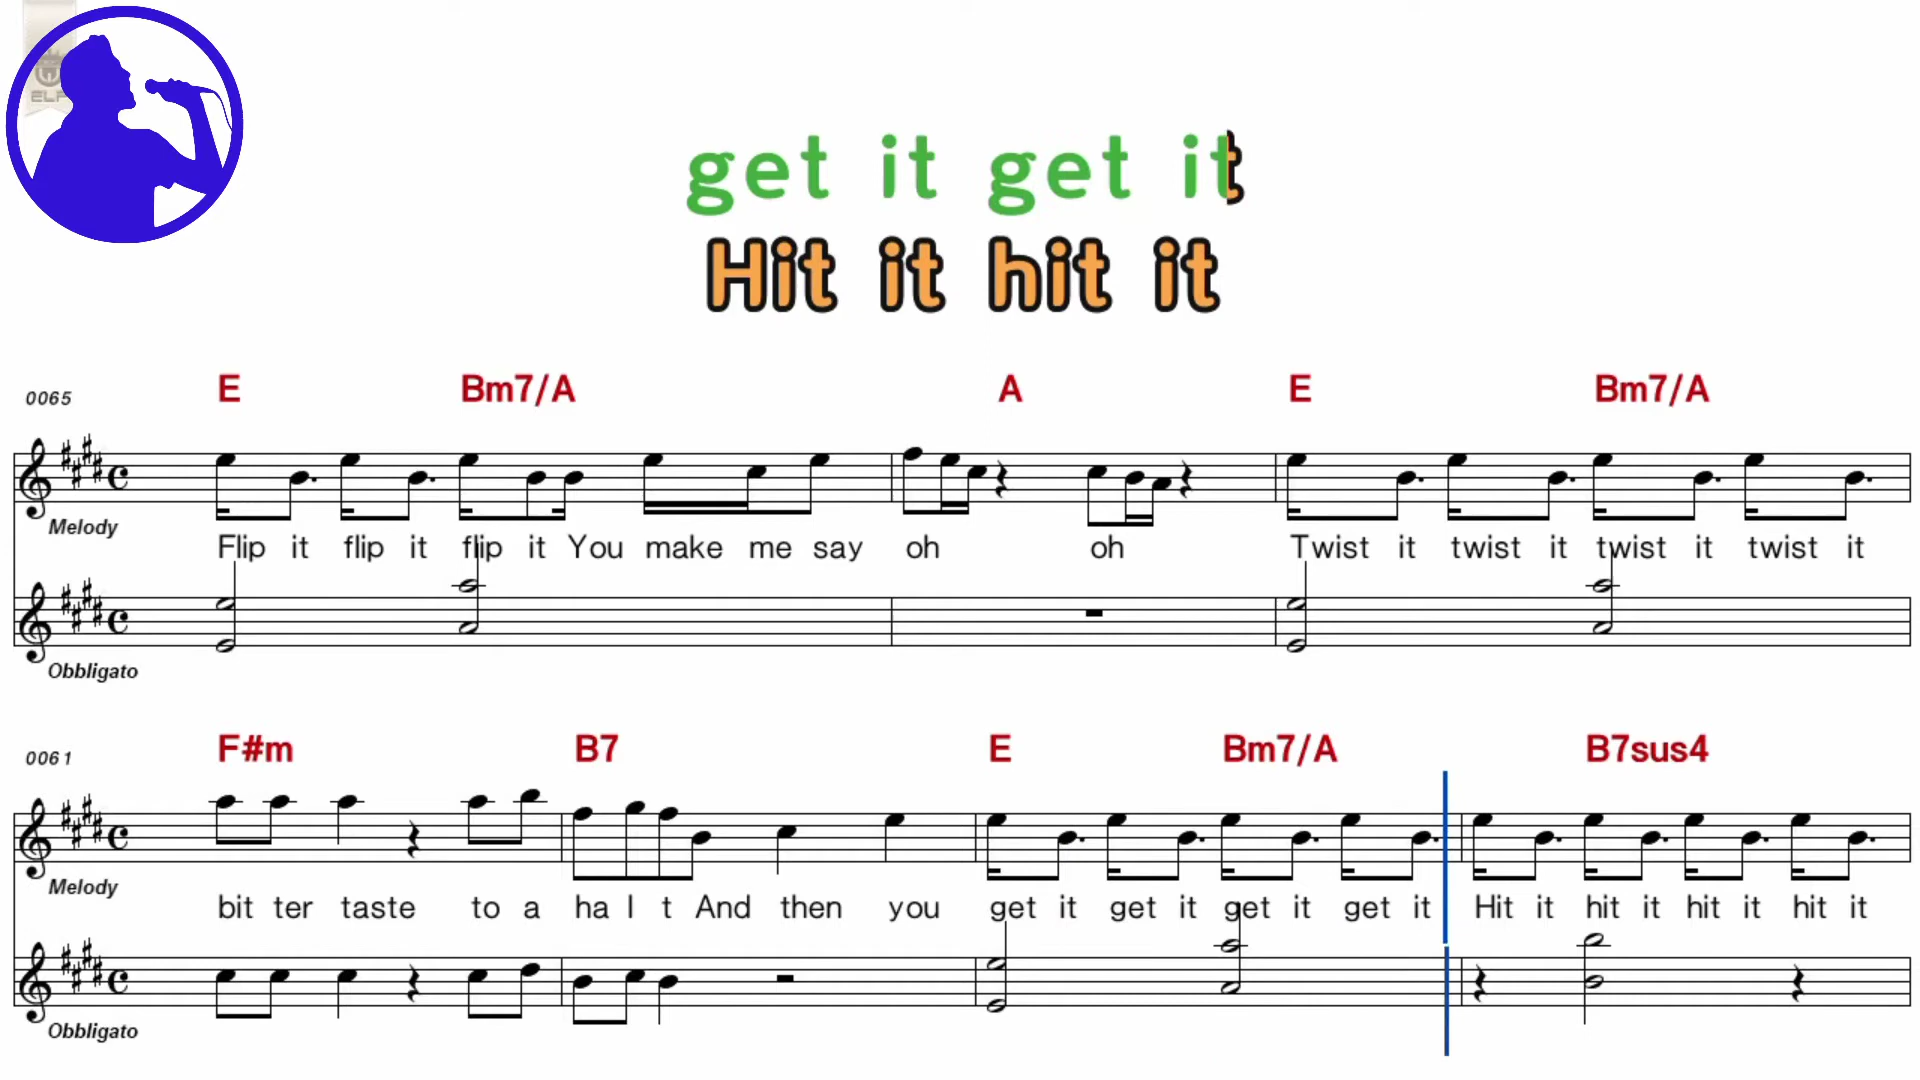 ELF
get it get it
Hit it hit it
0065 E Bm7/A A E Bm7/A
Melody
Flip it flip it flip it You make me say oh oh Twist it twist it twist it twist it
Obbligato
0061 F#m B7 E Bm7/A B7sus4
Melody
bit ter taste to a ha l t And then you get it get it get it get it Hit it hit it hit it hit it
Obbligato